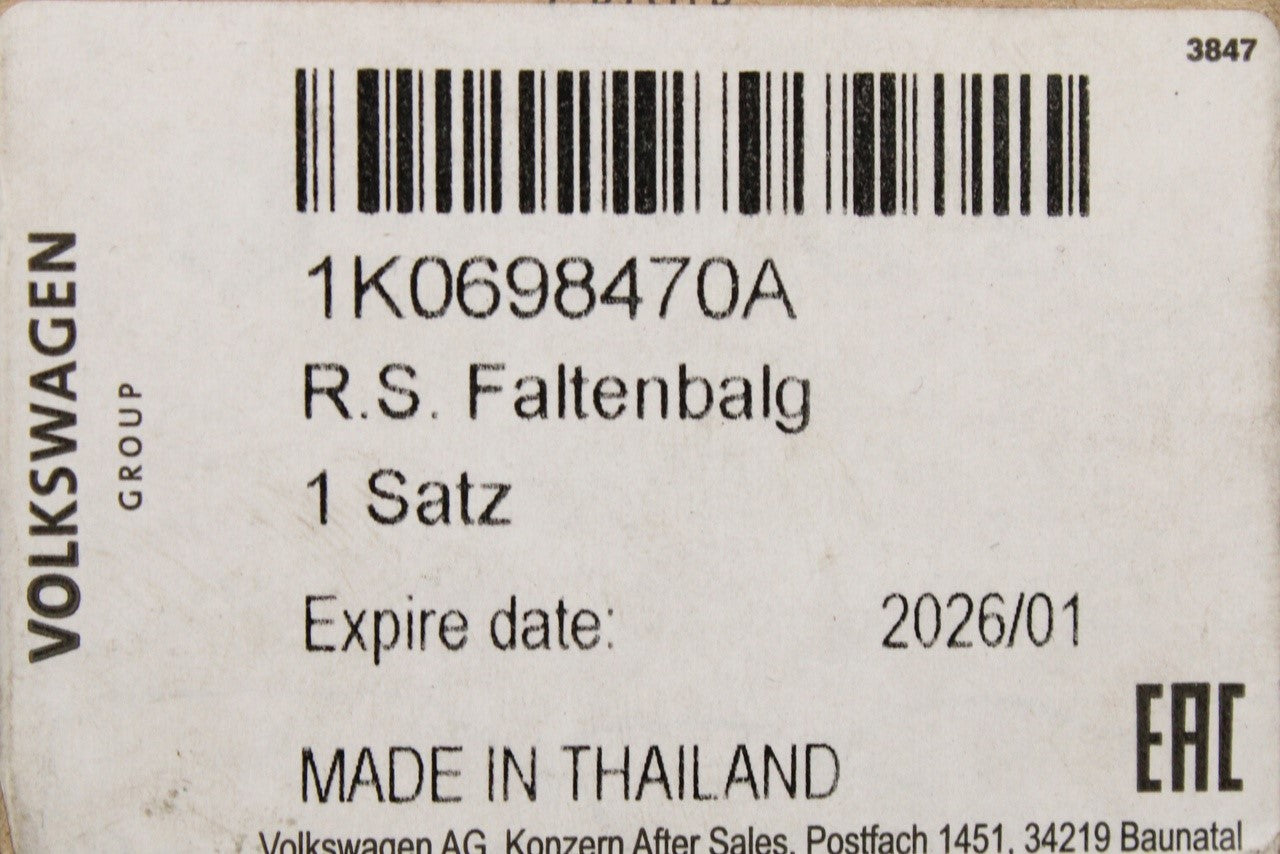 3847
1K0698470A
R.S. Faltenbalg
1 Satz
Expire date: 2026/01
MADE IN THAILAND
EAC
Volkswagen AG, Konzern After Sales, Postfach 1451, 34219 Baunatal
VOLKSWAGEN
GROUP